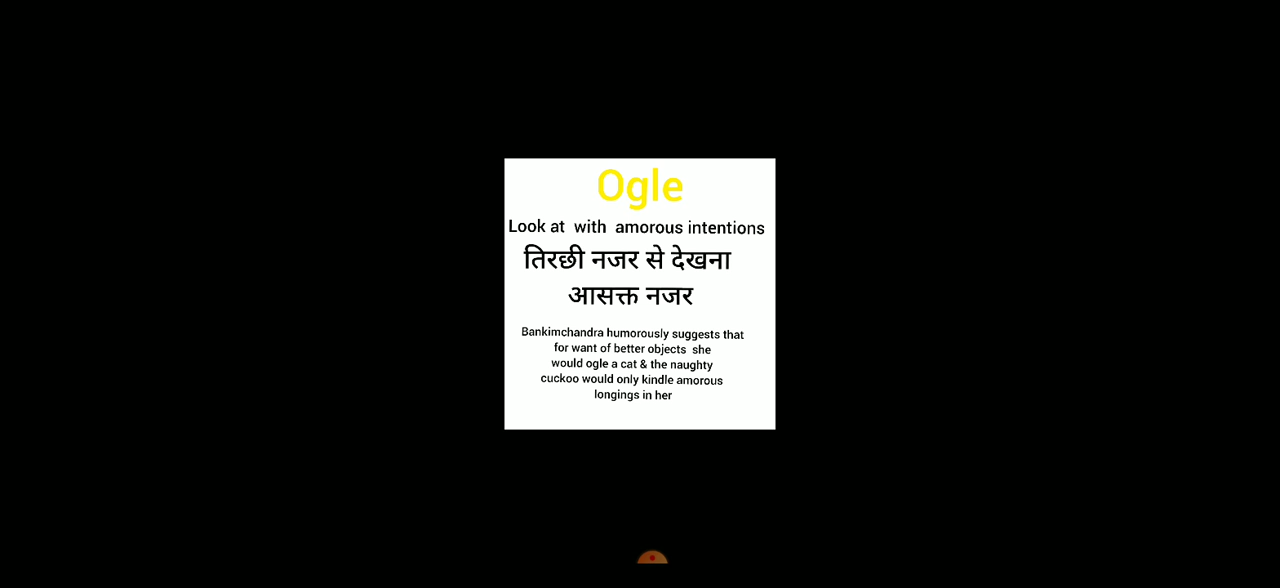 Ogle
Look at with amorous intentions
तिरछी नजर से देखना
आसक्त नजर
Bankimchandra humorously suggests that
for want of better objects she
would ogle a cat & the naughty
cuckoo would only kindle amorous
longings in her